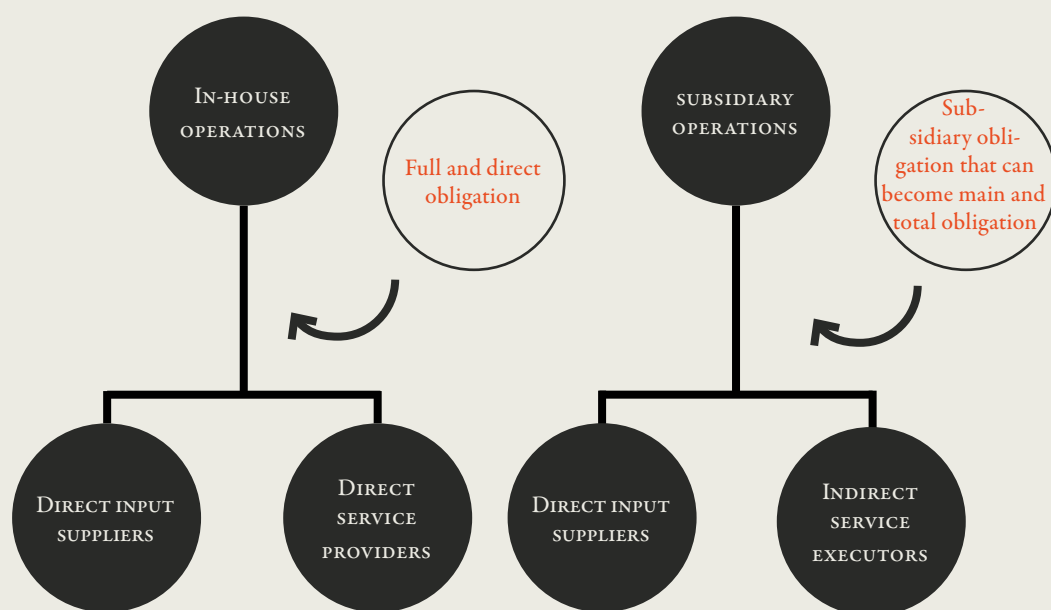 In-house
operations
Full and direct
obligation
subsidiary
operations
Sub-
sidiary obli-
gation that can
become main and
total obligation
Direct input
suppliers
Direct
service
providers
Direct input
suppliers
Indirect
service
executors